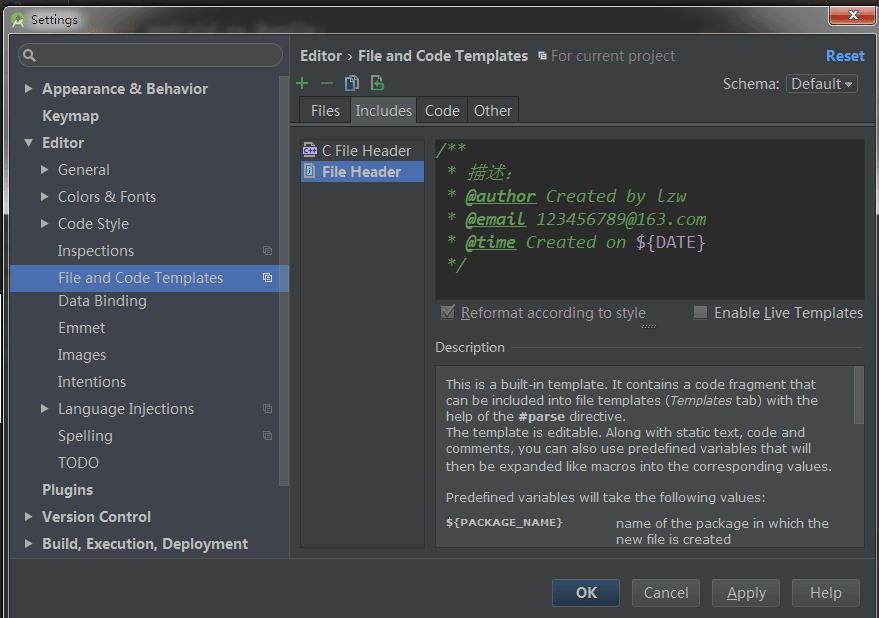 Settings
Editor › File and Code Templates For current project Reset
Schema: Default
Files Includes Code Other
Appearance & Behavior
Keymap
Editor
General
Colors & Fonts
Code Style
Inspections
File and Code Templates
Data Binding
Emmet
Images
Intentions
Language Injections
Spelling
TODO
Plugins
Version Control
Build, Execution, Deployment
C File Header
File Header
/**
* 描述:
* @author Created by lzw
* @email 123456789@163.com
* @time Created on ${DATE}
*/
Reformat according to style Enable Live Templates
Description
This is a built-in template. It contains a code fragment that
can be included into file templates (Templates tab) with the
help of the #parse directive.
The template is editable. Along with static text, code and
comments, you can also use predefined variables that will
then be expanded like macros into the corresponding values.
Predefined variables will take the following values:
${PACKAGE_NAME} name of the package in which the
new file is created
OK Cancel Apply Help